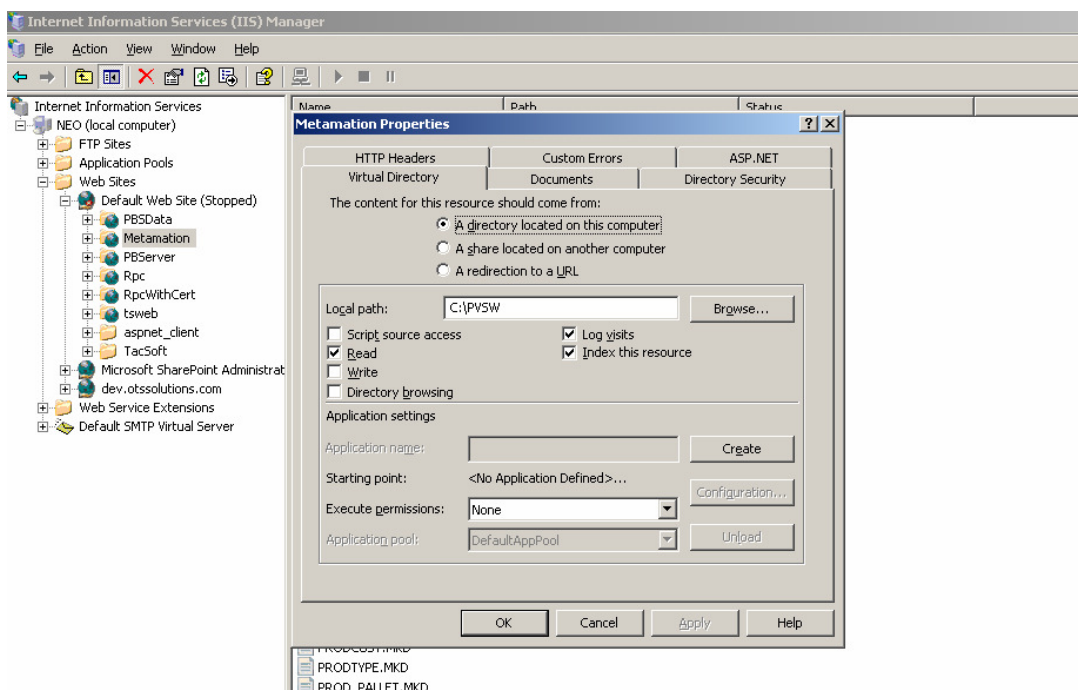 Internet Information Services (IIS) Manager
File Action View Window Help
Internet Information Services
NEO (local computer)
FTP Sites
Application Pools
Web Sites
Default Web Site (Stopped)
PBSData
Metamation
PBServer
Rpc
RpcWithCert
tsweb
aspnet_client
TacSoft
Microsoft SharePoint Administrat
dev.otssolutions.com
Web Service Extensions
Default SMTP Virtual Server
Name Path Status
Metamation Properties
HTTP Headers Custom Errors ASP.NET
Virtual Directory Documents Directory Security
The content for this resource should come from:
A directory located on this computer
A share located on another computer
A redirection to a URL
Local path: C:\PVSW Browse...
Script source access Log visits
Read Index this resource
Write
Directory browsing
Application settings
Application name: Create
Starting point: <No Application Defined>...
Configuration...
Execute permissions: None
Application pool: DefaultAppPool Unload
OK Cancel Apply Help
PRODCUST.MKD
PRODTYPE.MKD
PROD_PALLET.MKD